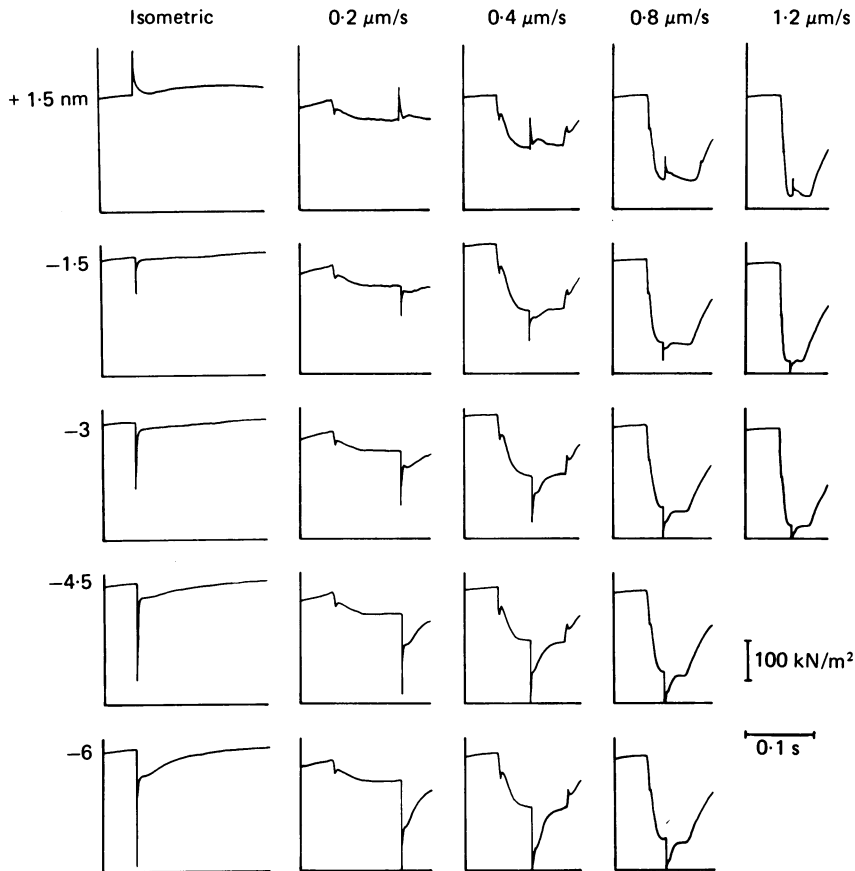 Isometric 0·2 μm/s 0·4 μm/s 0·8 μm/s 1·2 μm/s
+ 1·5 nm
−1·5
−3
−4·5
100 kN/m²
−6
0·1 s